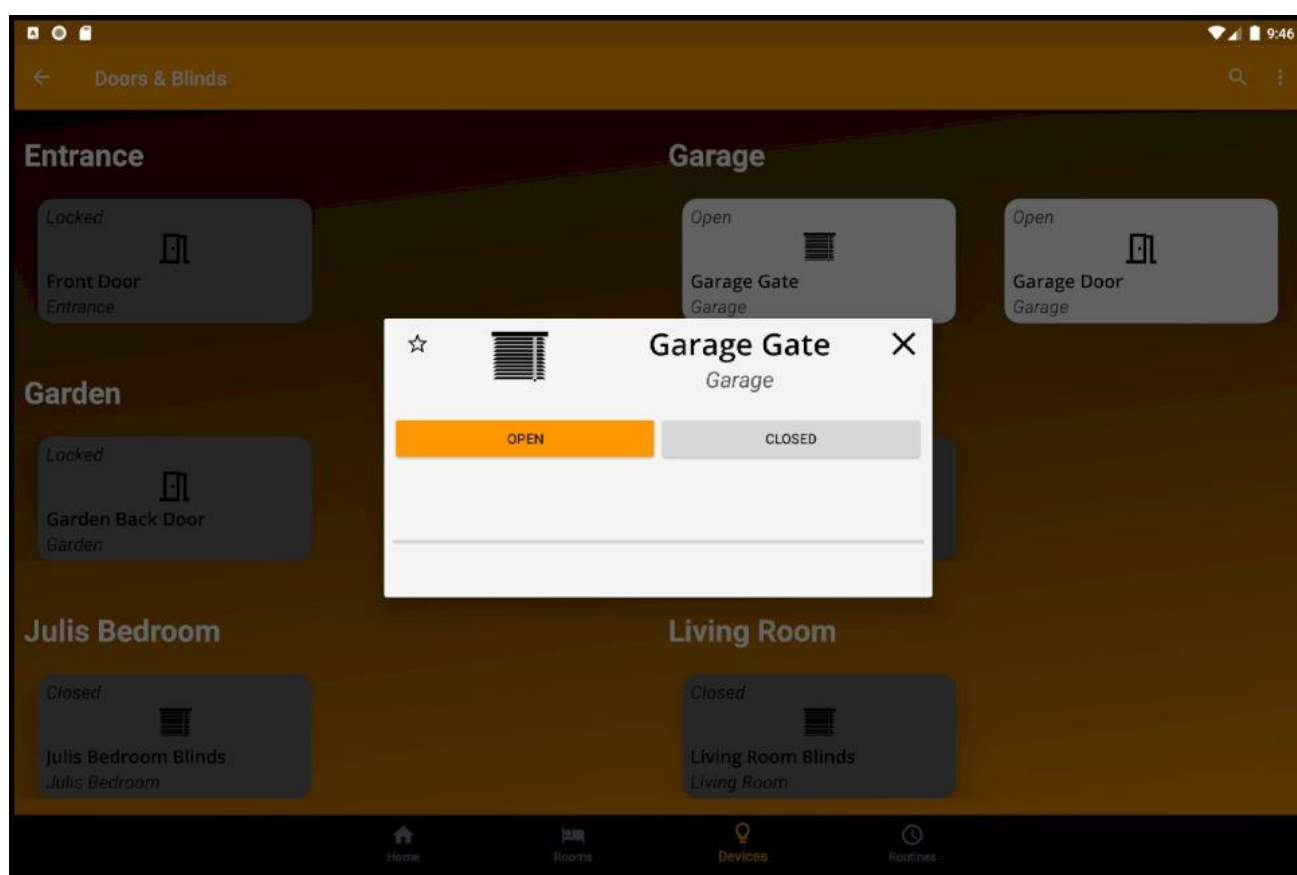 9:46
Doors & Blinds
Entrance
Locked
Front Door
Entrance
Garage
Open
Garage Gate
Garage
Open
Garage Door
Garage
Garage Gate
Garage
OPEN
CLOSED
Garden
Locked
Garden Back Door
Garden
Julis Bedroom
Closed
Julis Bedroom Blinds
Julis Bedroom
Living Room
Closed
Living Room Blinds
Living Room
Home
Rooms
Devices
Routines